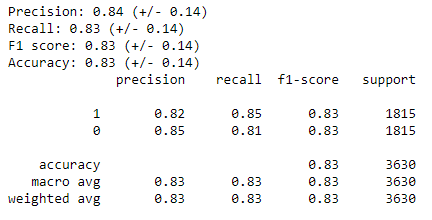 Precision: 0.84 (+/- 0.14)
Recall: 0.83 (+/- 0.14)
F1 score: 0.83 (+/- 0.14)
Accuracy: 0.83 (+/- 0.14)
precision recall f1-score support
1 0.82 0.85 0.83 1815
0 0.85 0.81 0.83 1815
accuracy 0.83 3630
macro avg 0.83 0.83 0.83 3630
weighted avg 0.83 0.83 0.83 3630